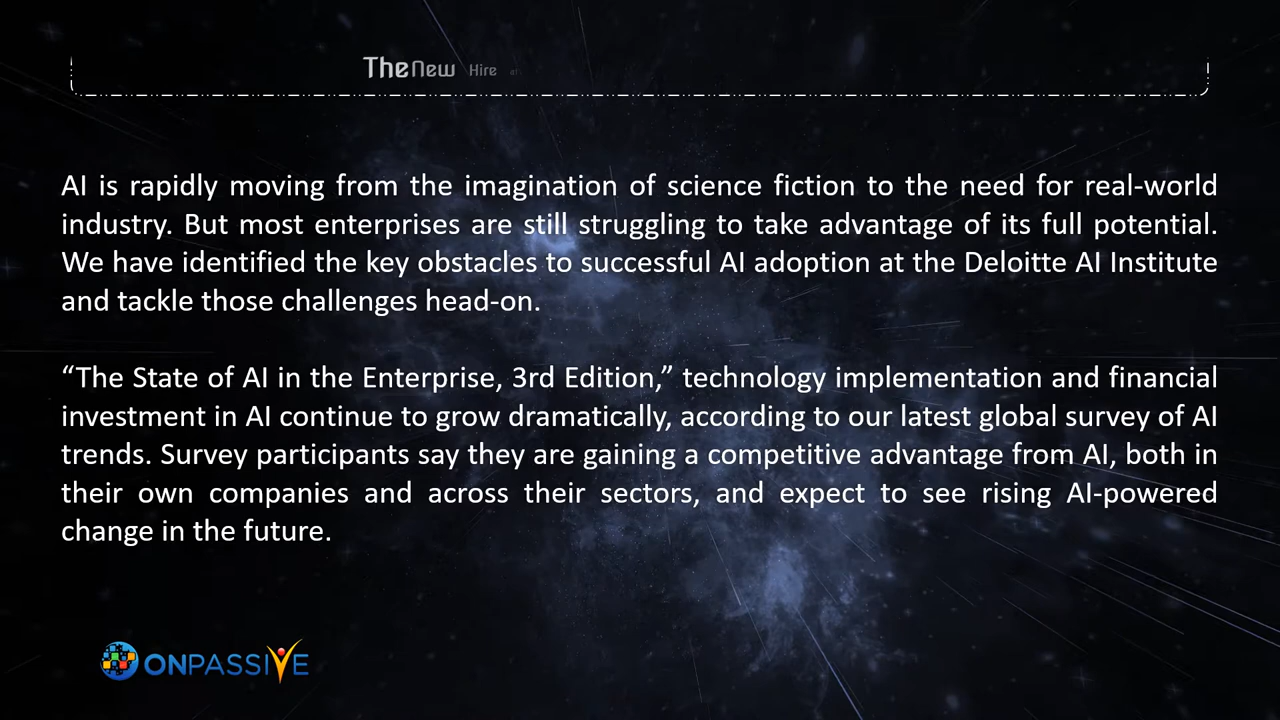 The New Hire
AI is rapidly moving from the imagination of science fiction to the need for real-world
industry. But most enterprises are still struggling to take advantage of its full potential.
We have identified the key obstacles to successful AI adoption at the Deloitte AI Institute
and tackle those challenges head-on.
“The State of AI in the Enterprise, 3rd Edition,” technology implementation and financial
investment in AI continue to grow dramatically, according to our latest global survey of AI
trends. Survey participants say they are gaining a competitive advantage from AI, both in
their own companies and across their sectors, and expect to see rising AI-powered
change in the future.
ONPASSIVE